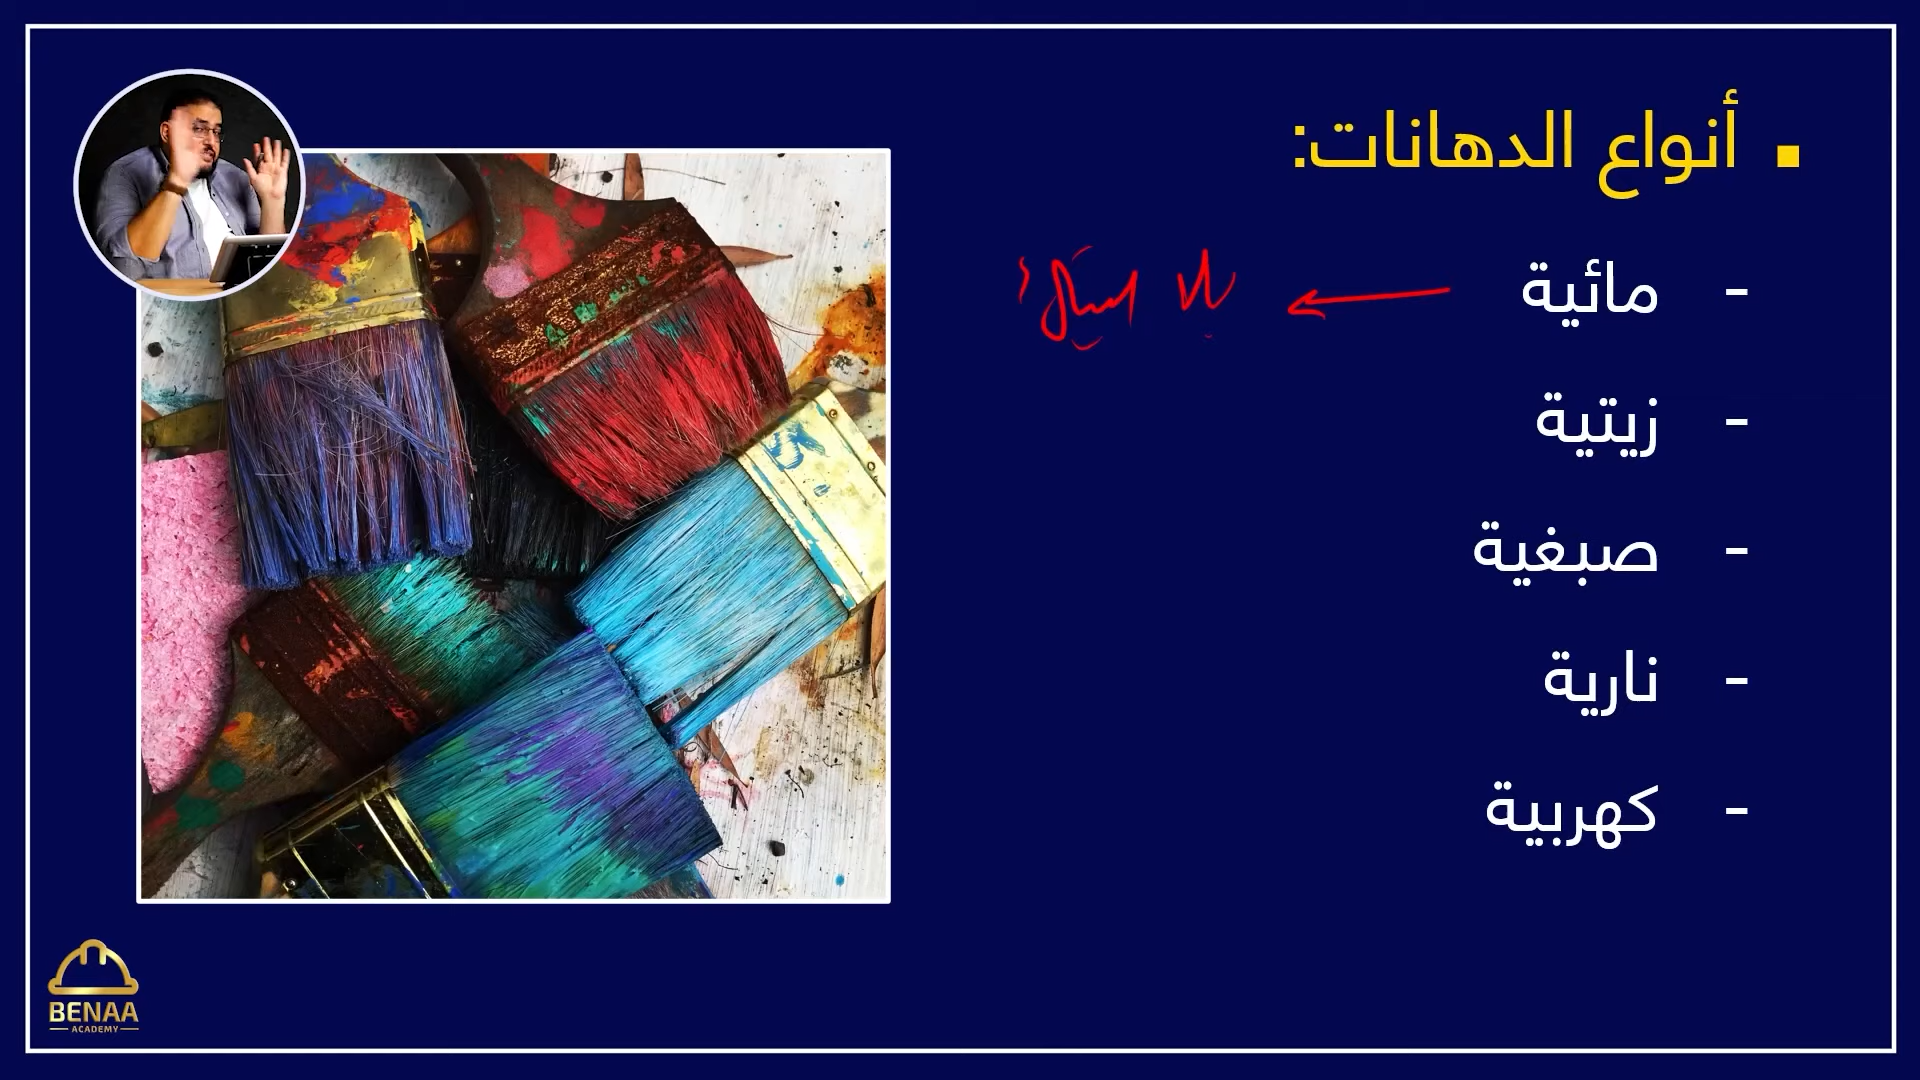 أنواع الدهانات:
- مائية
- زيتية
- صبغية
- نارية
- كهربية
BENAA
ACADEMY